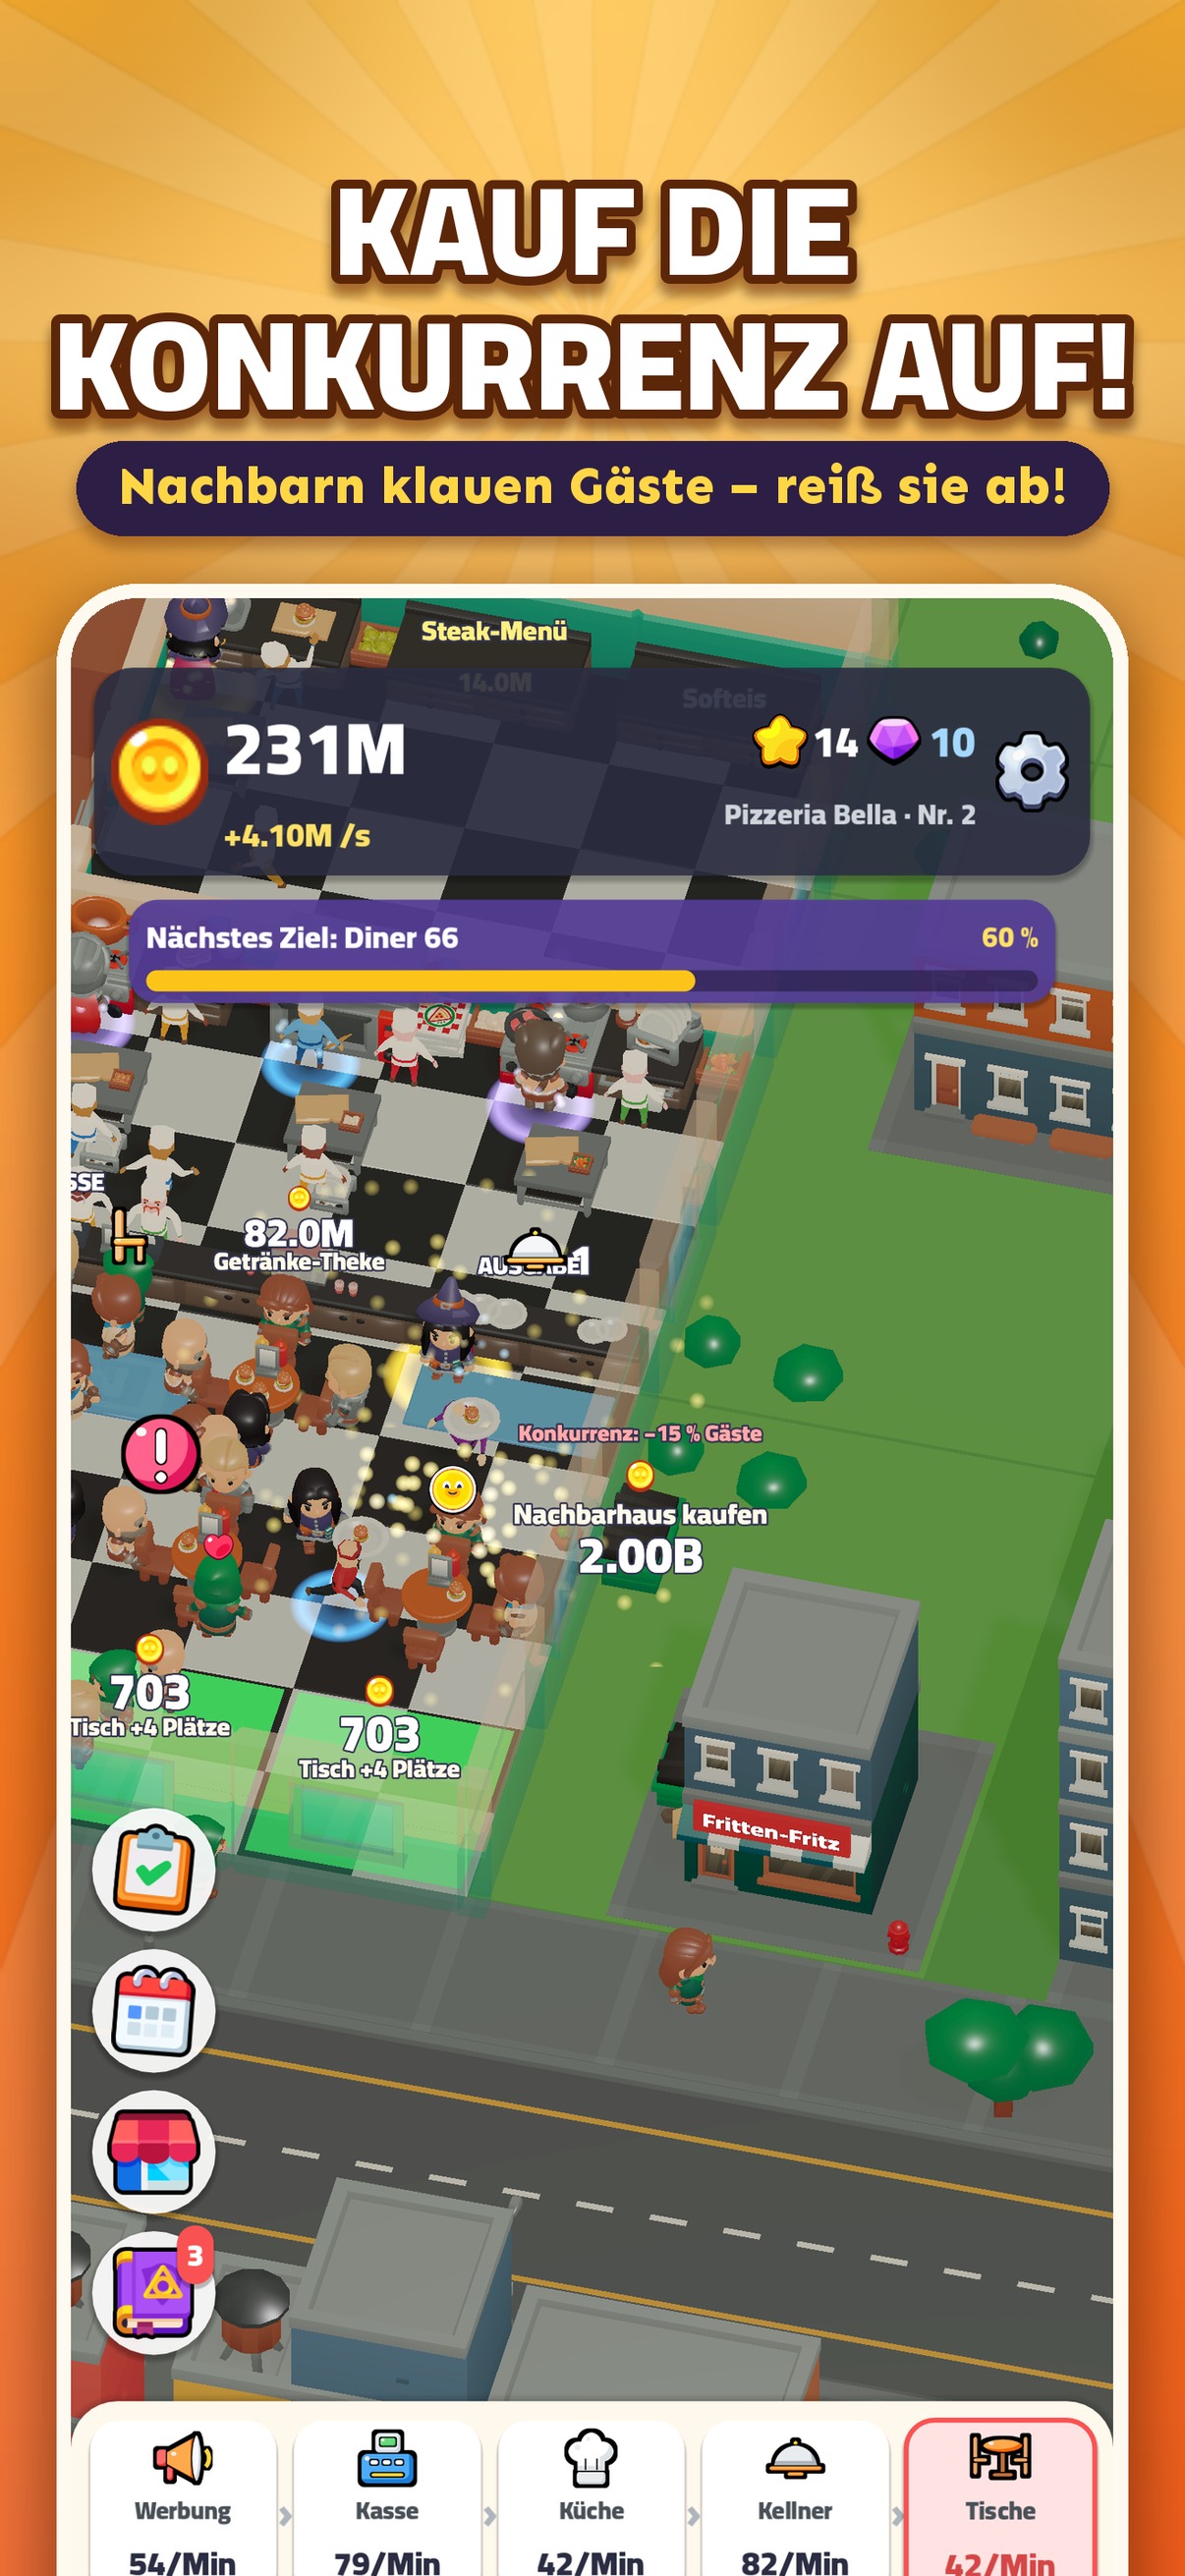 KAUF DIE
KONKURRENZ AUF!
Nachbarn klauen Gäste – reiß sie ab!
Steak-Menü
14.0M
Softeis
231M
14
10
+4.10M /s
Pizzeria Bella · Nr. 2
Nächstes Ziel: Diner 66
60 %
SSE
82.0M
Getränke-Theke
1
Konkurrenz: –15 % Gäste
Nachbarhaus kaufen
2.00B
703
Tisch +4 Plätze
703
Tisch +4 Plätze
Fritten-Fritz
3
Werbung
Kasse
Küche
Kellner
Tische
54/Min
79/Min
42/Min
82/Min
42/Min